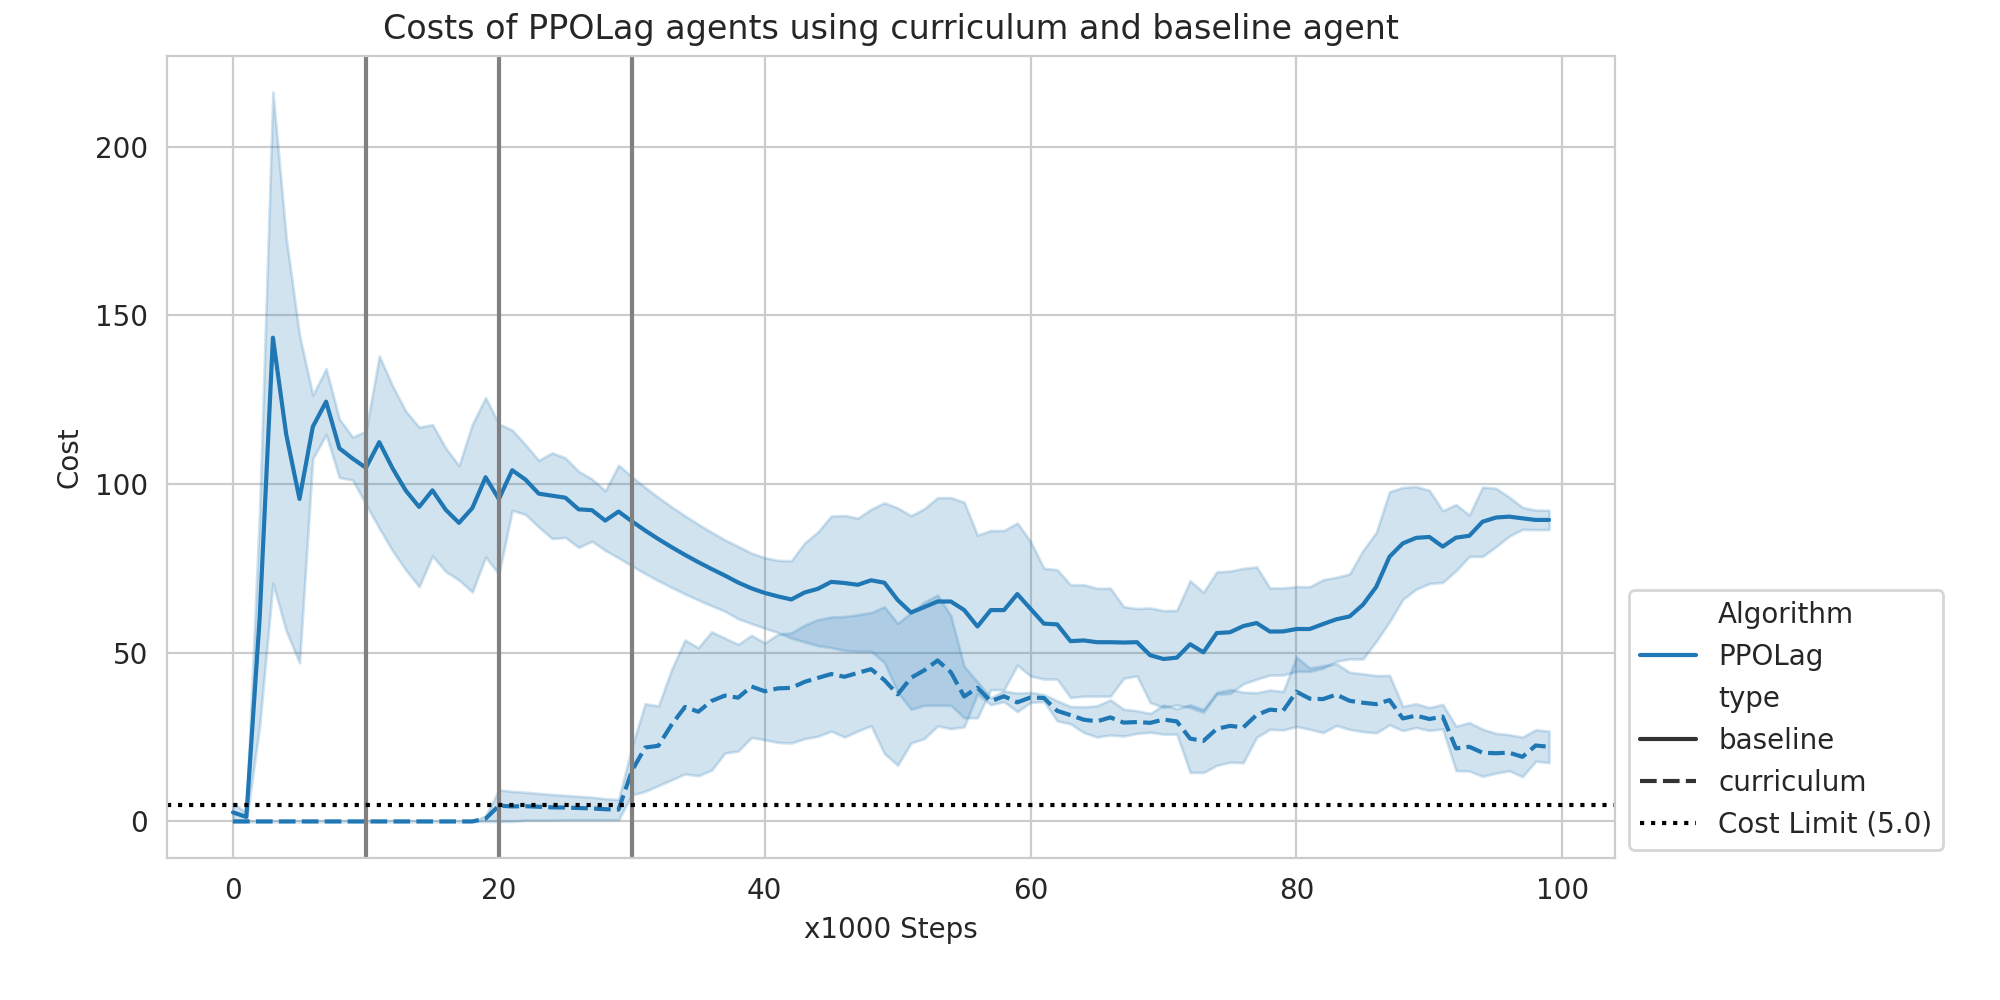 Costs of PPOLag agents using curriculum and baseline agent
200
150
100
50
0
Cost
0 20 40 60 80 100
x1000 Steps
Algorithm
PPOLag
type
baseline
curriculum
Cost Limit (5.0)